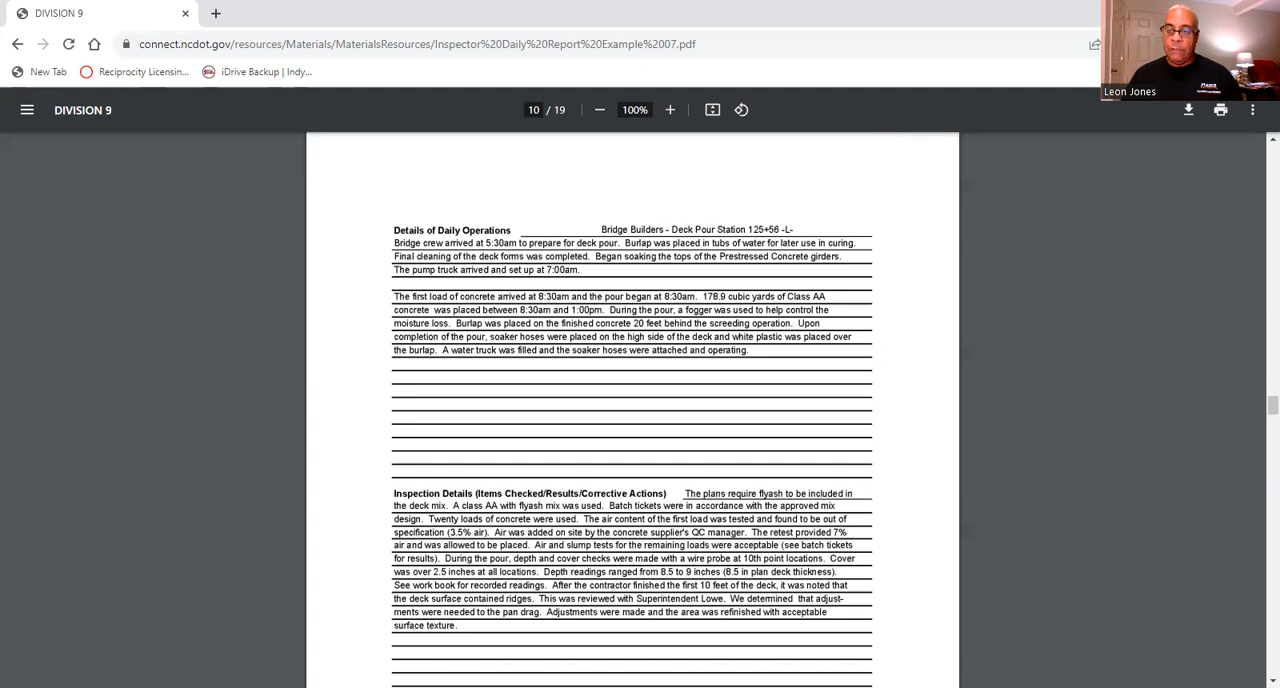 DIVISION 9
connect.ncdot.gov/resources/Materials/MaterialsResources/Inspector%20Daily%20Report%20Example%2007.pdf
New Tab
Reciprocity Licensin...
iDrive Backup | Indy...
Leon Jones
DIVISION 9
10 / 19
100%
Details of Daily Operations Bridge Builders - Deck Pour Station 125+56 -L-
Bridge crew arrived at 5:30am to prepare for deck pour. Burlap was placed in tubs of water for later use in curing.
Final cleaning of the deck forms was completed. Began soaking the tops of the Prestressed Concrete girders.
The pump truck arrived and set up at 7:00am.
The first load of concrete arrived at 8:30am and the pour began at 8:30am. 178.9 cubic yards of Class AA
concrete was placed between 8:30am and 1:00pm. During the pour, a fogger was used to help control the
moisture loss. Burlap was placed on the finished concrete 20 feet behind the screeding operation. Upon
completion of the pour, soaker hoses were placed on the high side of the deck and white plastic was placed over
the burlap. A water truck was filled and the soaker hoses were attached and operating.
Inspection Details (Items Checked/Results/Corrective Actions) The plans require flyash to be included in
the deck mix. A class AA with flyash mix was used. Batch tickets were in accordance with the approved mix
design. Twenty loads of concrete were used. The air content of the first load was tested and found to be out of
specification (3.5% air). Air was added on site by the concrete supplier's QC manager. The retest provided 7%
air and was allowed to be placed. Air and slump tests for the remaining loads were acceptable (see batch tickets
for results). During the pour, depth and cover checks were made with a wire probe at 10th point locations. Cover
was over 2.5 inches at all locations. Depth readings ranged from 8.5 to 9 inches (8.5 in plan deck thickness).
See work book for recorded readings. After the contractor finished the first 10 feet of the deck, it was noted that
the deck surface contained ridges. This was reviewed with Superintendent Lowe. We determined that adjust-
ments were needed to the pan drag. Adjustments were made and the area was refinished with acceptable
surface texture.